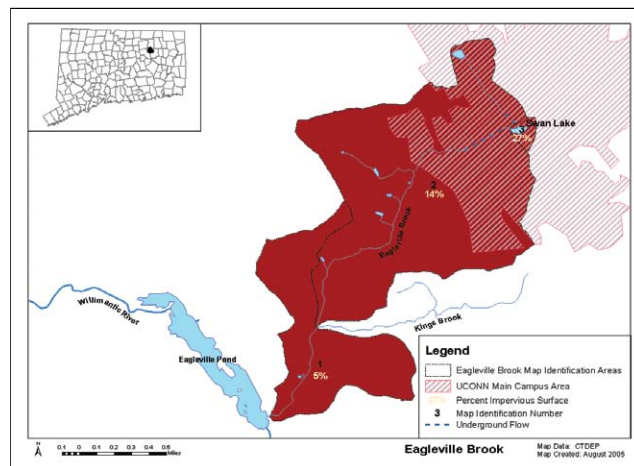 Swan Lake
3
27%
2
14%
Eagleville Brook
Willimantic River
Kings Brook
Eagleville Pond
1
5%
Legend
Eagleville Brook Map Identification Areas
UCONN Main Campus Area
27% Percent Impervious Surface
3 Map Identification Number
Underground Flow
N
0.1 0 0.1 0.2 0.3 0.4 0.5
Miles
Eagleville Brook
Map Data: CTDEP
Map Created: August 2005